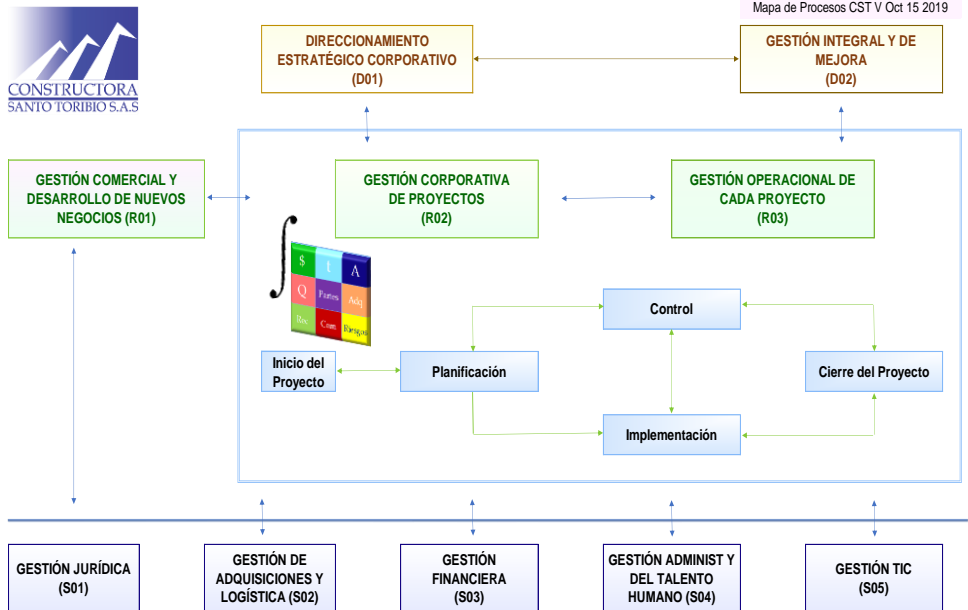 Mapa de Procesos CST V Oct 15 2019
CONSTRUCTORA
SANTO TORIBIO S.A.S
DIRECCIONAMIENTO
ESTRATÉGICO CORPORATIVO
(D01)
GESTIÓN INTEGRAL Y DE
MEJORA
(D02)
GESTIÓN COMERCIAL Y
DESARROLLO DE NUEVOS
NEGOCIOS (R01)
GESTIÓN CORPORATIVA
DE PROYECTOS
(R02)
GESTIÓN OPERACIONAL DE
CADA PROYECTO
(R03)
∫
$ t A
Q Partes Adq
Rec Com Riesgos
Control
Inicio del
Proyecto
Planificación
Cierre del Proyecto
Implementación
GESTIÓN JURÍDICA
(S01)
GESTIÓN DE
ADQUISICIONES Y
LOGÍSTICA (S02)
GESTIÓN
FINANCIERA
(S03)
GESTIÓN ADMINIST Y
DEL TALENTO
HUMANO (S04)
GESTIÓN TIC
(S05)